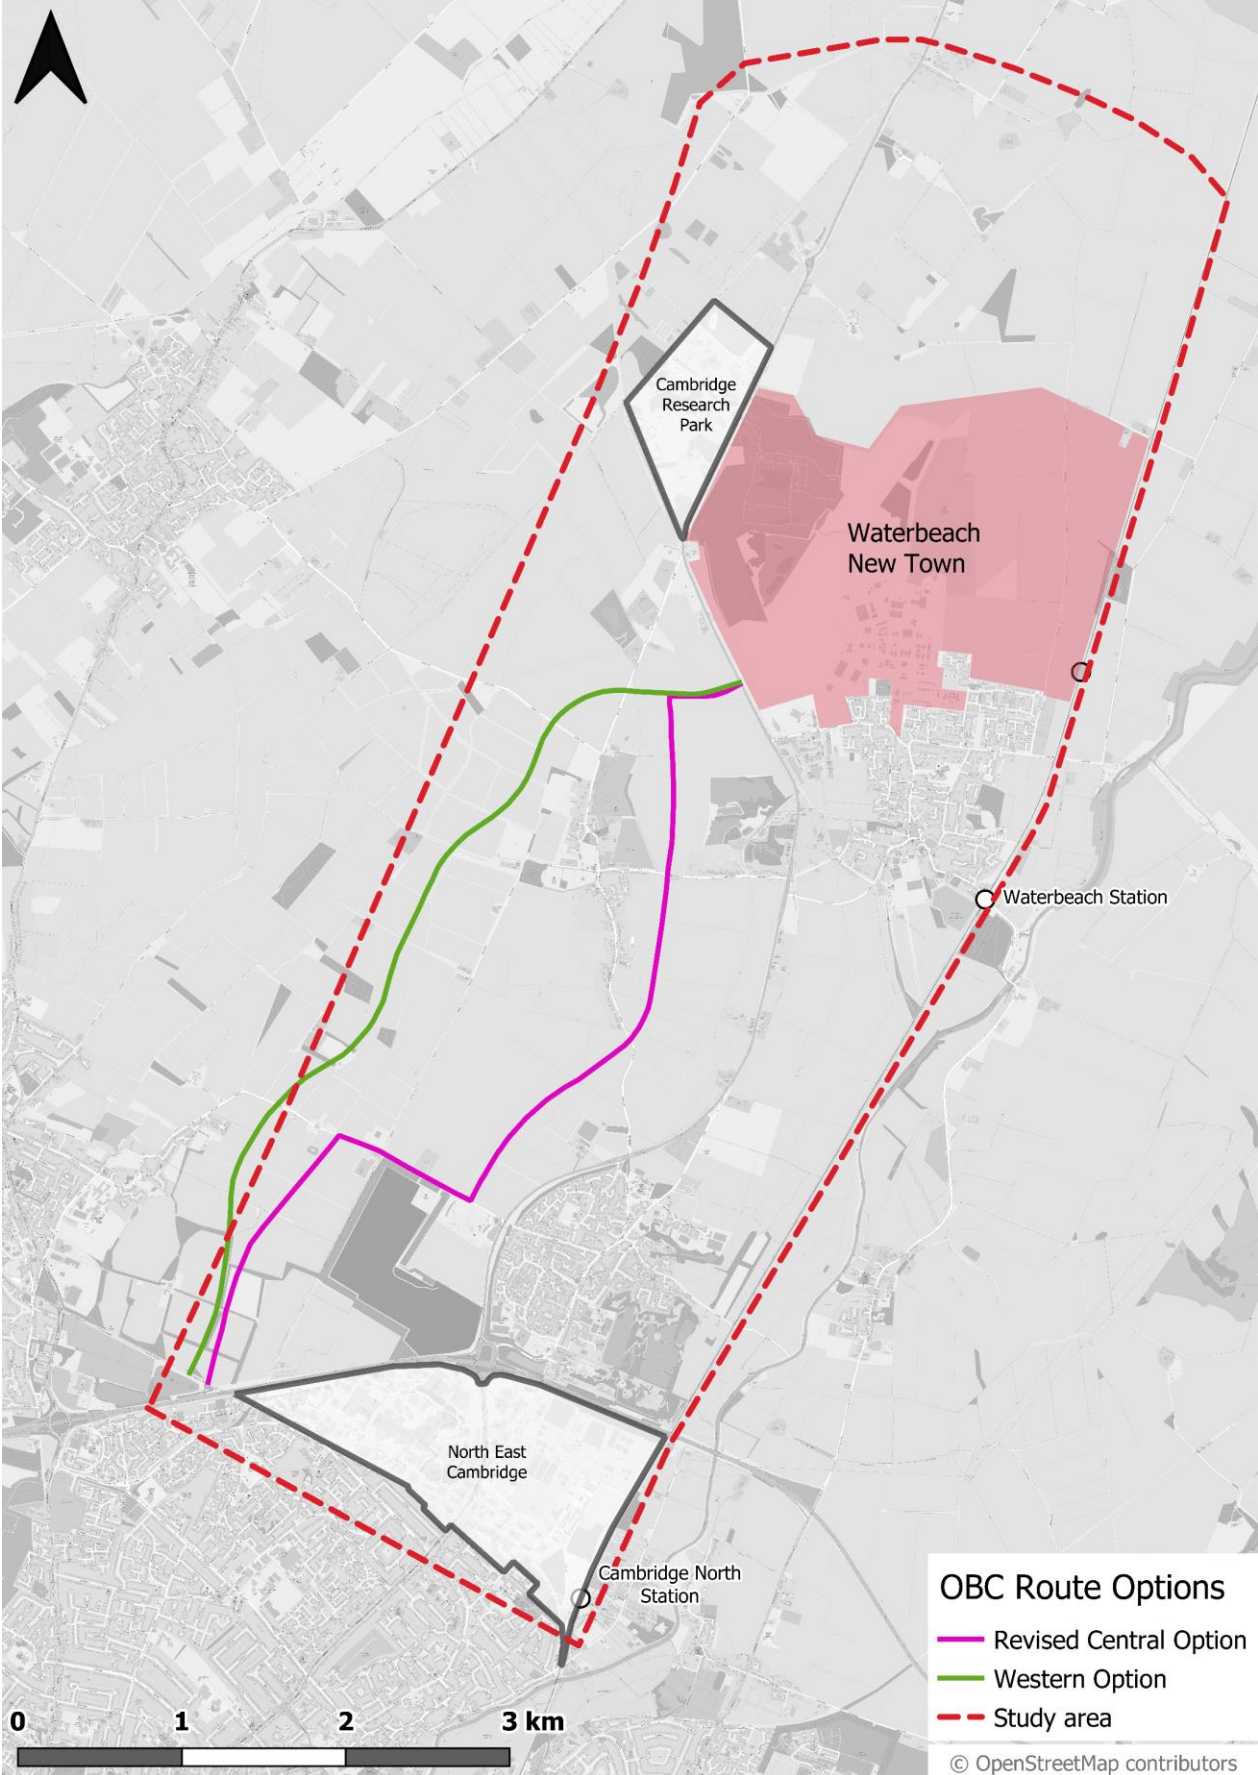 Cambridge
Research
Park
Waterbeach
New Town
Waterbeach Station
North East
Cambridge
Cambridge North
Station
0 1 2 3 km
OBC Route Options
Revised Central Option
Western Option
Study area
© OpenStreetMap contributors